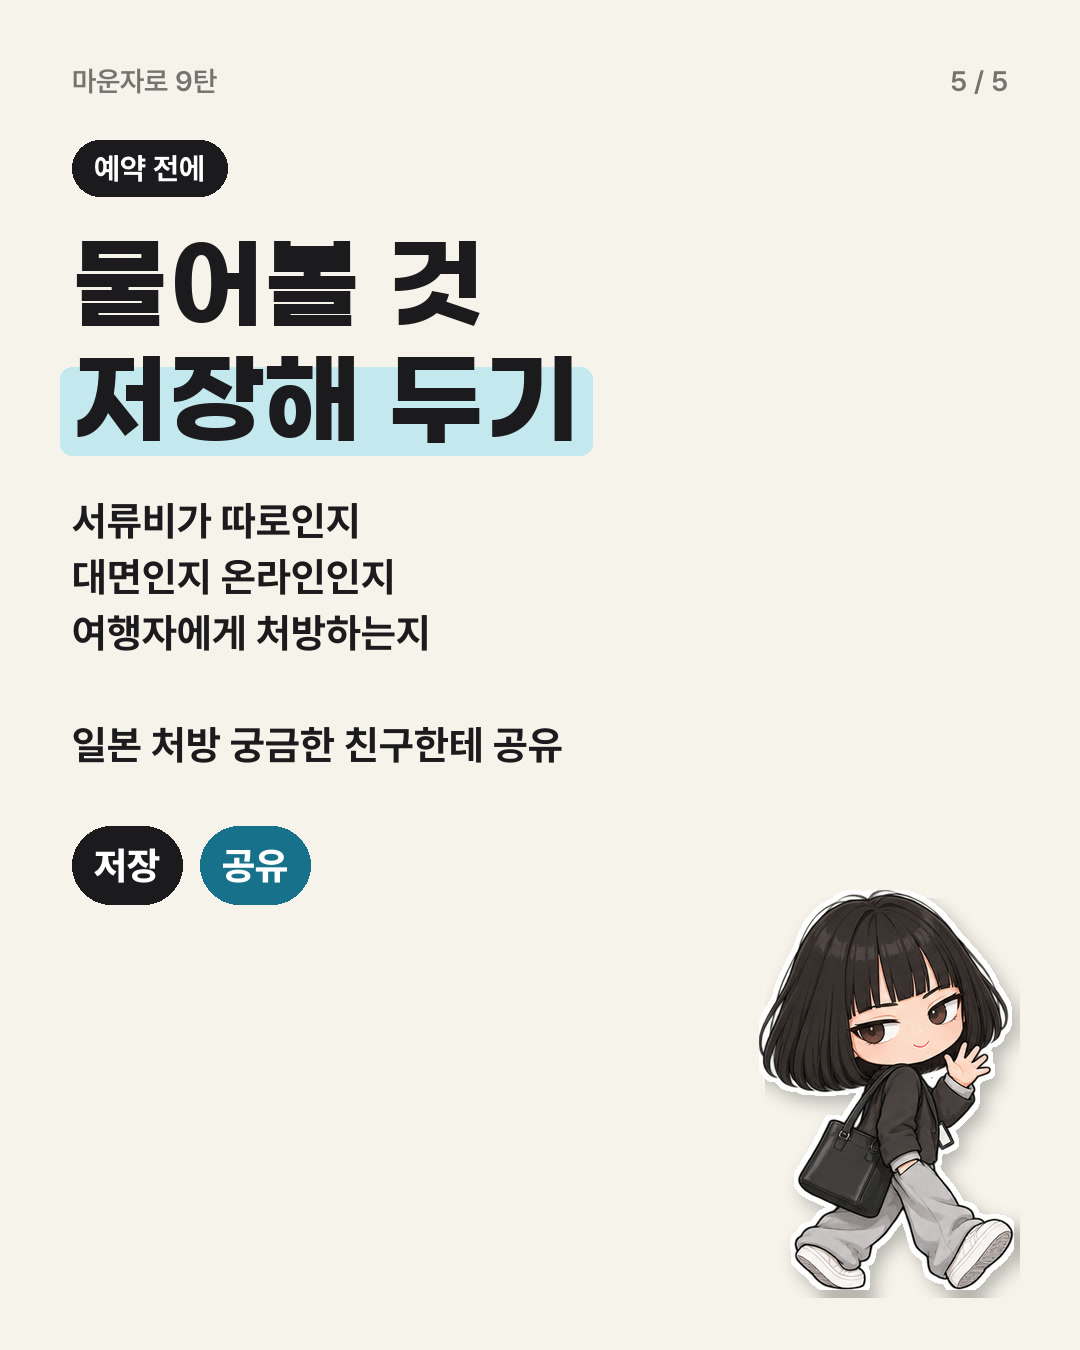 마운자로 9탄
5 / 5
예약 전에
물어볼 것
저장해 두기
서류비가 따로인지
대면인지 온라인인지
여행자에게 처방하는지
일본 처방 궁금한 친구한테 공유
저장
공유